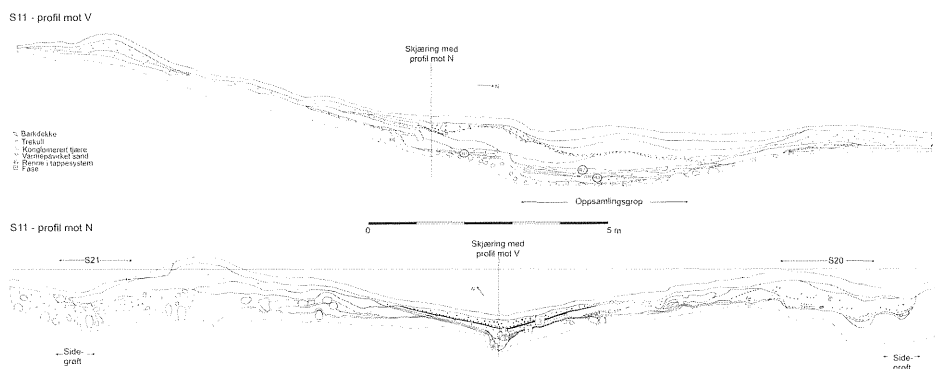 S11 - profil mot V
Skjæring med
profil mot N
N
Barkdekke
Trekull
Konglomerert tjære
Varmepåvirket sand
Renne i tappesystem
Fase
Oppsamlingsgrop
0
5 m
S11 - profil mot N
Skjæring med
profil mot V
S21
S20
N
Side-
grøft
Side-
grøft